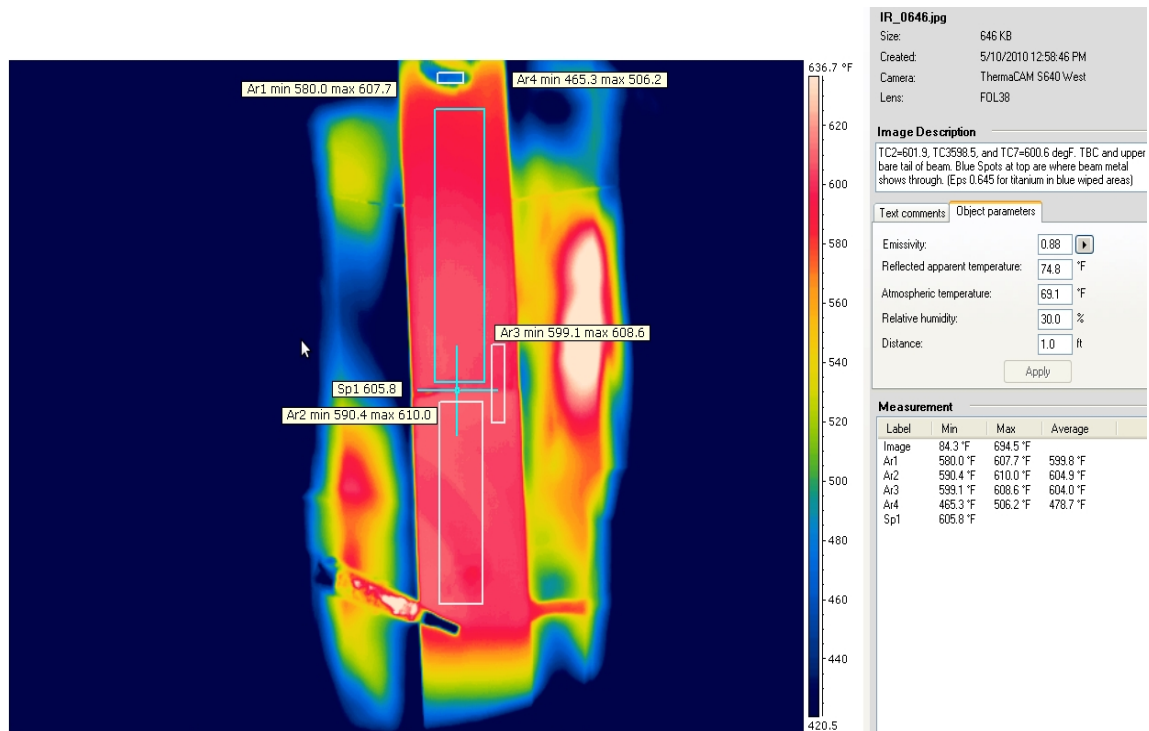 IR_0646.jpg
Size: 646 KB
Created: 5/10/2010 12:58:46 PM
Camera: ThermaCAM S640 West
Lens: FOL38
Image Description
TC2=601.9, TC3598.5, and TC7=600.6 degF. TBC and upper
bare tail of beam. Blue Spots at top are where beam metal
shows through. (Eps 0.645 for titanium in blue wiped areas)
Text comments Object parameters
Emissivity: 0.88
Reflected apparent temperature: 74.8 °F
Atmospheric temperature: 69.1 °F
Relative humidity: 30.0 %
Distance: 1.0 ft
Apply
Measurement
Label Min Max Average
Image 84.3 °F 694.5 °F
Ar1 580.0 °F 607.7 °F 599.8 °F
Ar2 590.4 °F 610.0 °F 604.9 °F
Ar3 599.1 °F 608.6 °F 604.0 °F
Ar4 465.3 °F 506.2 °F 478.7 °F
Sp1 605.8 °F
Ar1 min 580.0 max 607.7
Ar4 min 465.3 max 506.2
Ar3 min 599.1 max 608.6
Sp1 605.8
Ar2 min 590.4 max 610.0
636.7 °F
620
600
580
560
540
520
500
480
460
440
420.5